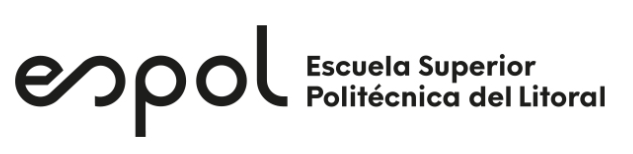 espol
Escuela Superior
Politécnica del Litoral